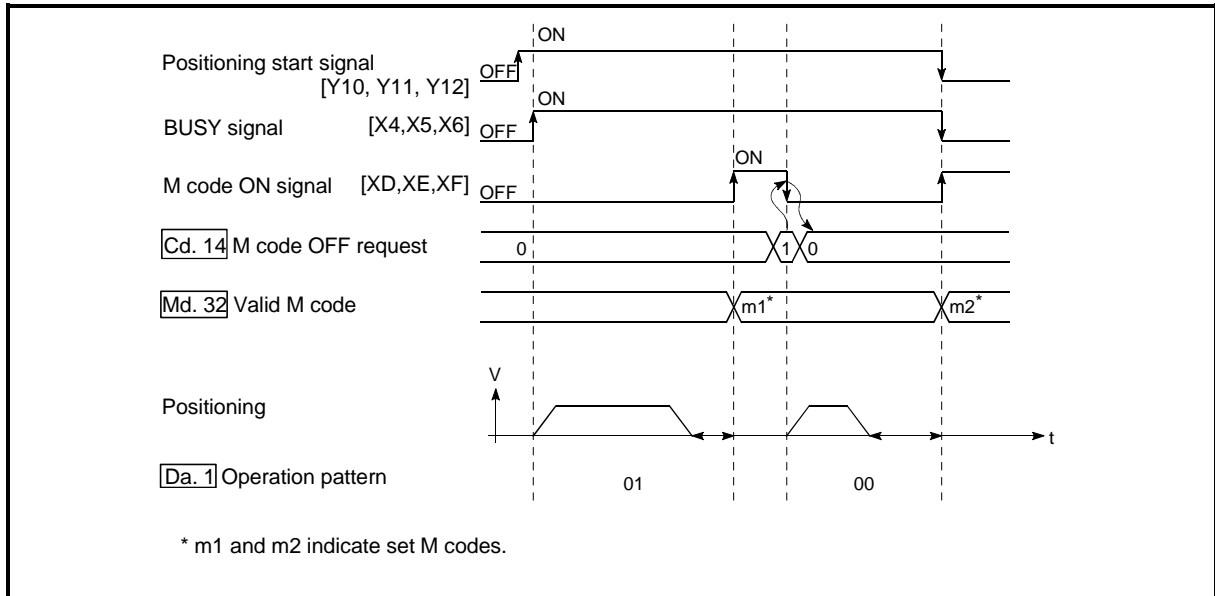 ON
Positioning start signal
OFF
[Y10, Y11, Y12]
ON
BUSY signal [X4,X5,X6] OFF
ON
M code ON signal [XD,XE,XF] OFF
Cd. 14 M code OFF request 0 1 0
Md. 32 Valid M code m1* m2*
V
Positioning
t
Da. 1 Operation pattern 01 00
* m1 and m2 indicate set M codes.